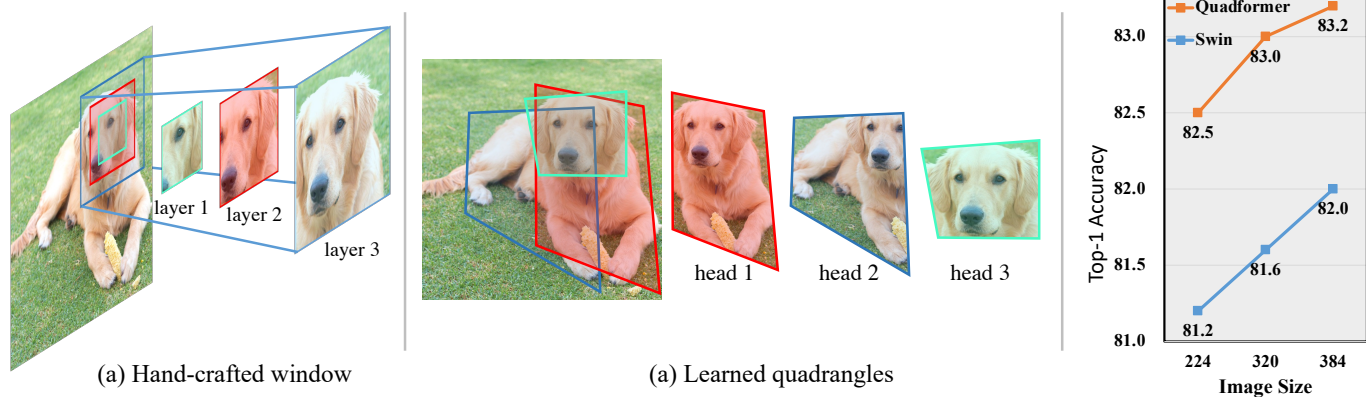 layer 1
layer 2
layer 3
(a) Hand-crafted window
head 1
head 2
head 3
(a) Learned quadrangles
Quadformer
Swin
83.0
82.5
82.0
81.5
81.0
Top-1 Accuracy
83.2
83.0
82.5
82.0
81.6
81.2
224
320
384
Image Size